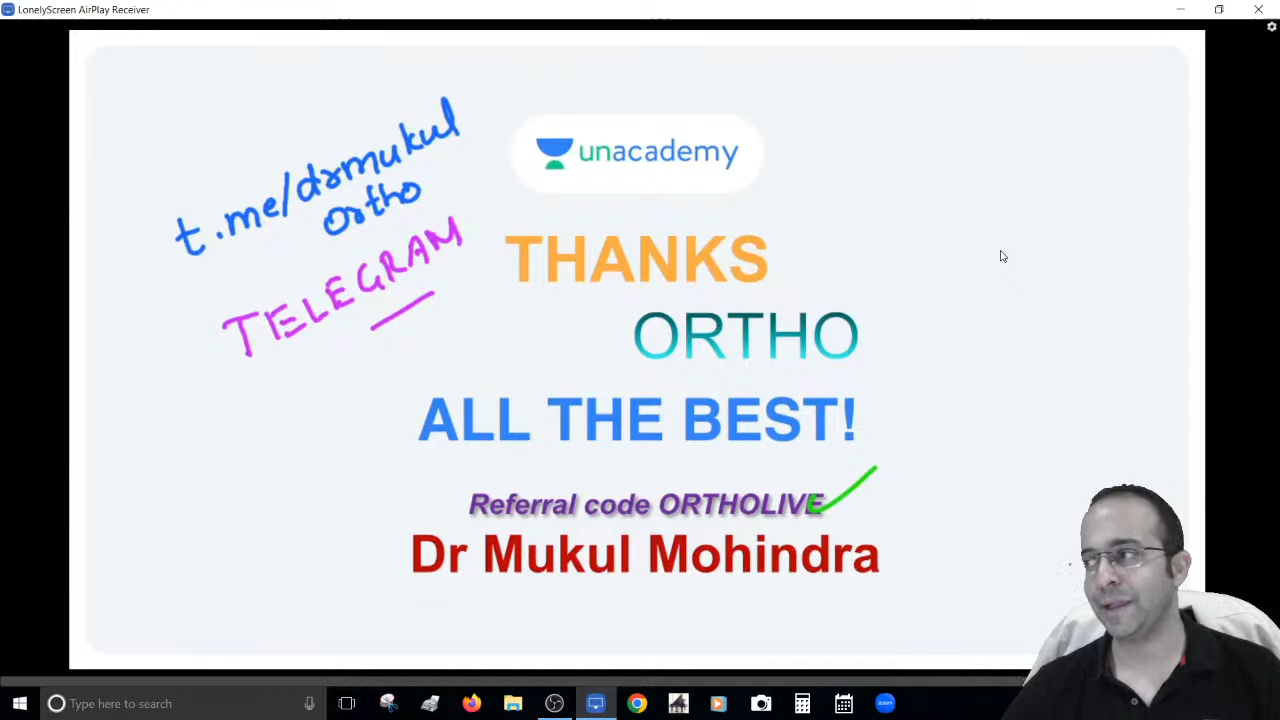 LonelyScreen AirPlay Receiver
t.me/drmukul
ortho
TELEGRAM
unacademy
THANKS
ORTHO
ALL THE BEST!
Referral code ORTHOLIVE
Dr Mukul Mohindra
Type here to search
zoom